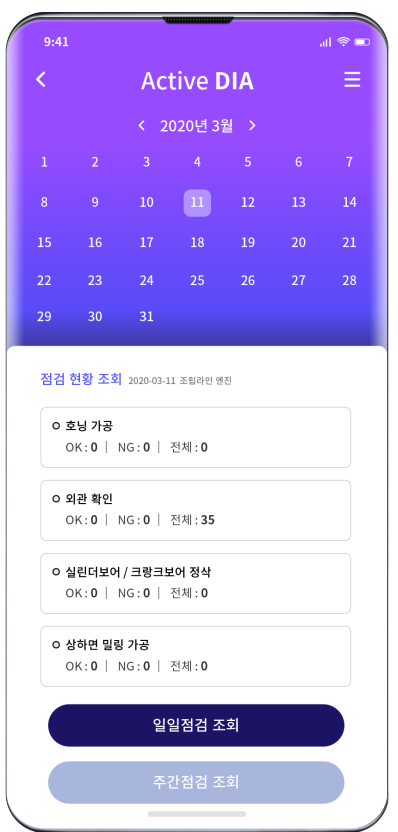 9:41
Active DIA
2020년 3월
1 2 3 4 5 6 7
8 9 10 11 12 13 14
15 16 17 18 19 20 21
22 23 24 25 26 27 28
29 30 31
점검 현황 조회 2020-03-11 조립라인 엔진
호닝 가공
OK : 0 | NG : 0 | 전체 : 0
외관 확인
OK : 0 | NG : 0 | 전체 : 35
실린더보어 / 크랑크보어 정삭
OK : 0 | NG : 0 | 전체 : 0
상하면 밀링 가공
OK : 0 | NG : 0 | 전체 : 0
일일점검 조회
주간점검 조회